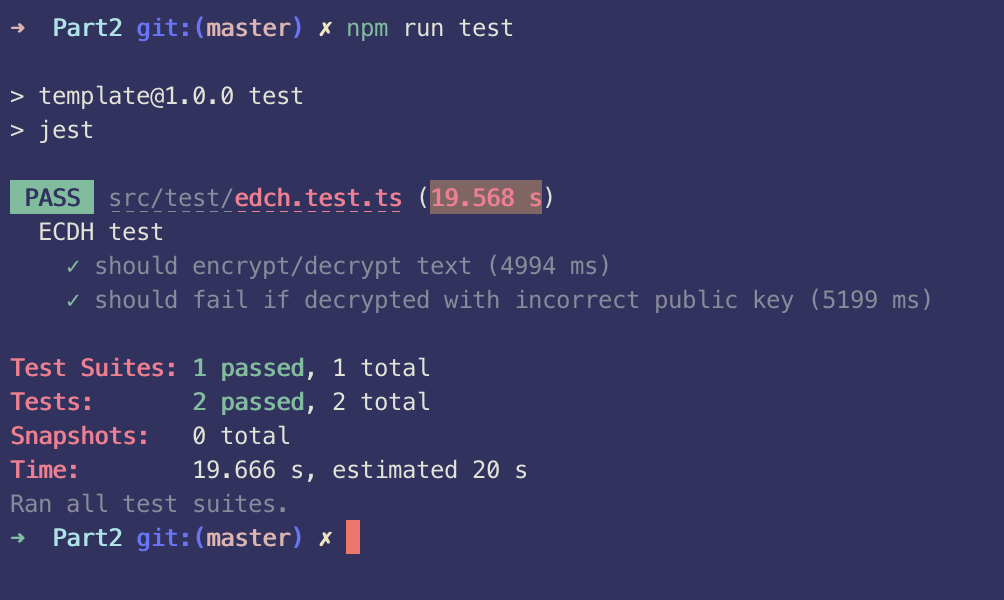 ➜  Part2 git:(master) ✗ npm run test
> template@1.0.0 test
> jest
PASS src/test/edch.test.ts (19.568 s)
ECDH test
✓ should encrypt/decrypt text (4994 ms)
✓ should fail if decrypted with incorrect public key (5199 ms)
Test Suites: 1 passed, 1 total
Tests:       2 passed, 2 total
Snapshots:   0 total
Time:        19.666 s, estimated 20 s
Ran all test suites.
➜  Part2 git:(master) ✗